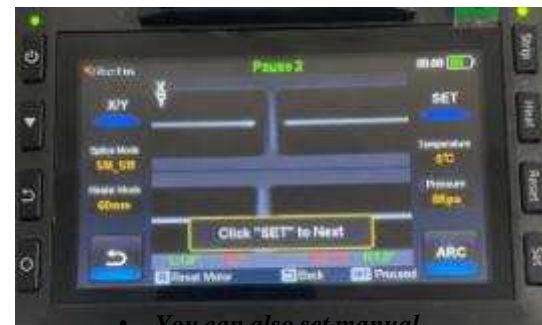 Pause 2
X/Y
SET
Splice Mode
SM_SM
Temperature
Heater Mode
60mm
Pressure
Click "SET" to Next
ARC
Reset Motor
Back
Proceed
Heat
Reset
Set
• You can also set manual